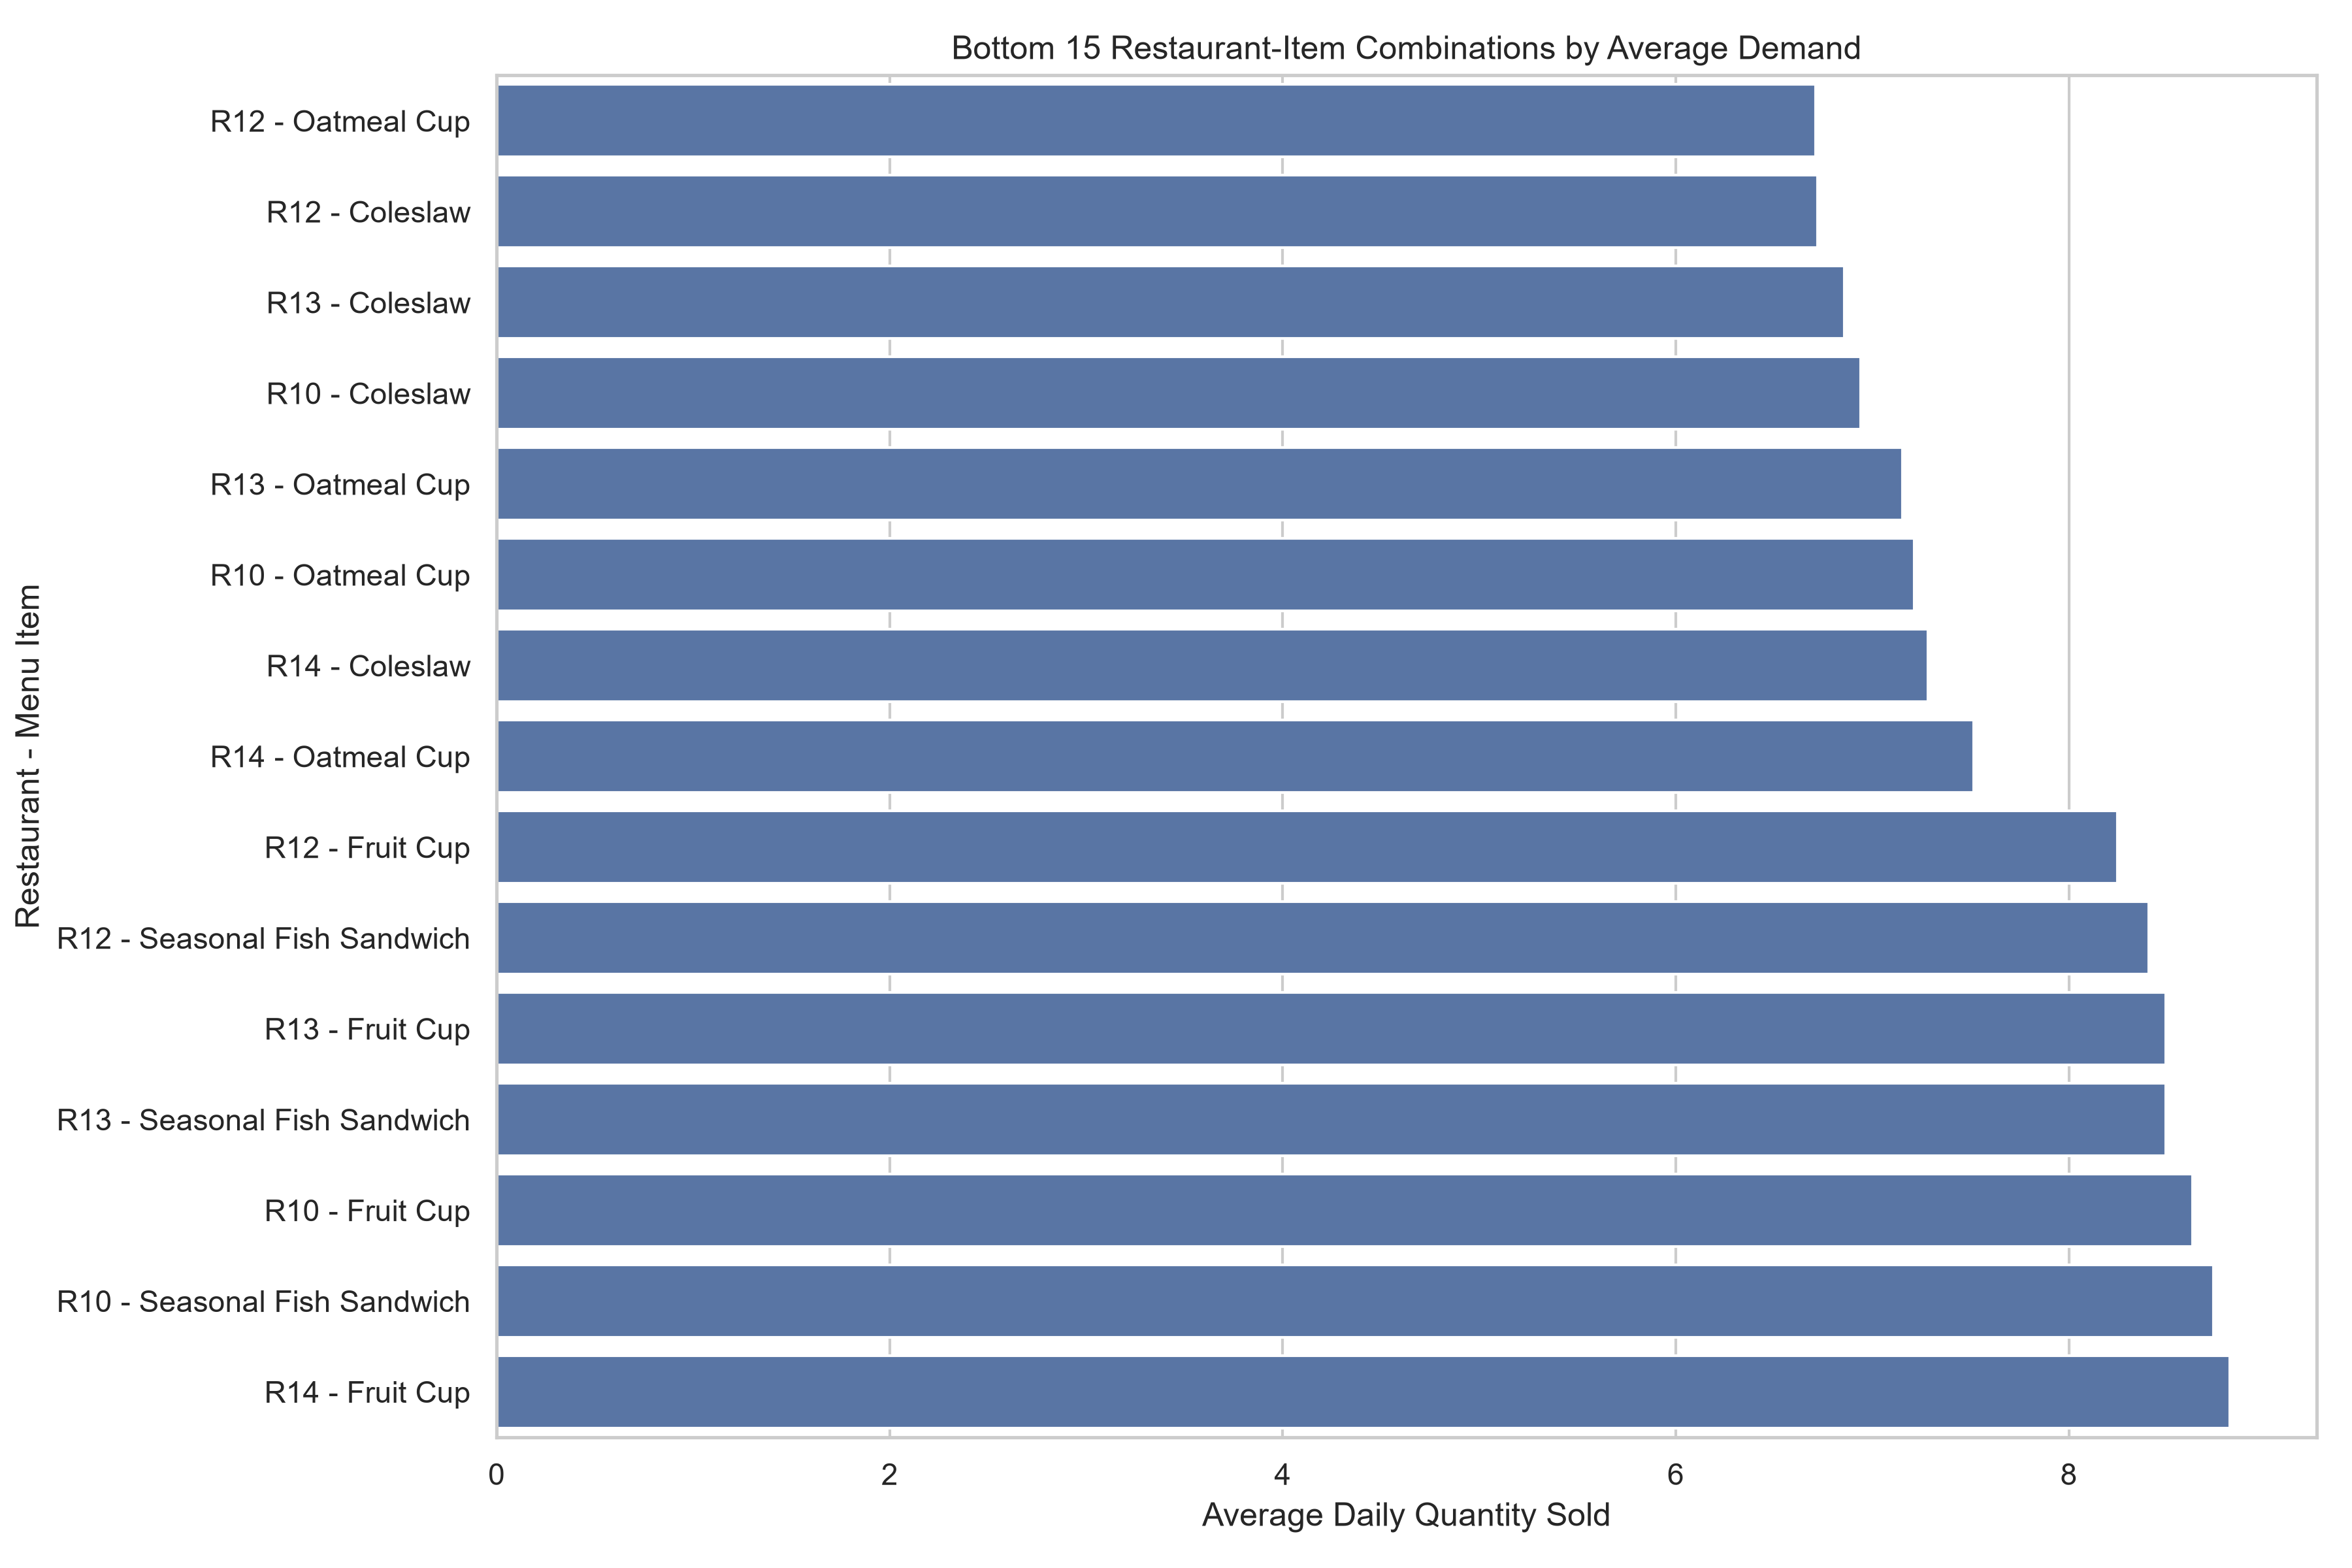 Bottom 15 Restaurant-Item Combinations by Average Demand
Restaurant - Menu Item
R12 - Oatmeal Cup
R12 - Coleslaw
R13 - Coleslaw
R10 - Coleslaw
R13 - Oatmeal Cup
R10 - Oatmeal Cup
R14 - Coleslaw
R14 - Oatmeal Cup
R12 - Fruit Cup
R12 - Seasonal Fish Sandwich
R13 - Fruit Cup
R13 - Seasonal Fish Sandwich
R10 - Fruit Cup
R10 - Seasonal Fish Sandwich
R14 - Fruit Cup
0 2 4 6 8
Average Daily Quantity Sold